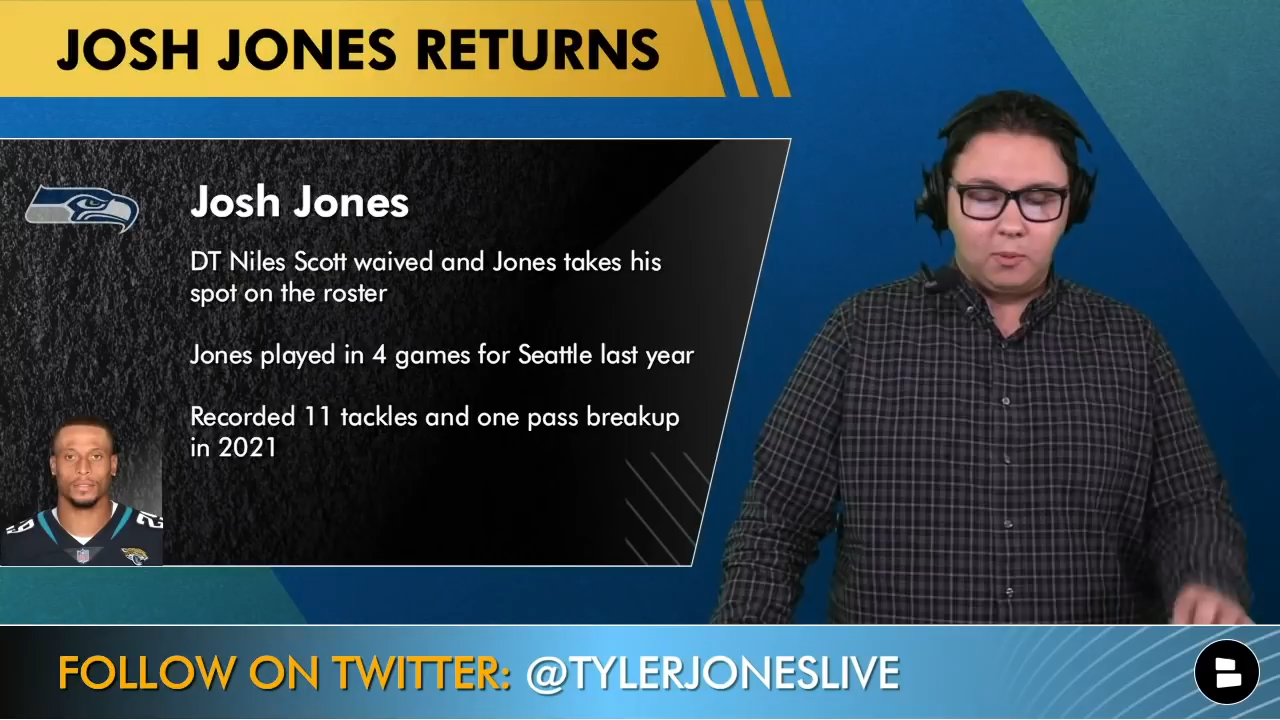 JOSH JONES RETURNS
Josh Jones
DT Niles Scott waived and Jones takes his
spot on the roster
Jones played in 4 games for Seattle last year
Recorded 11 tackles and one pass breakup
in 2021
29
FOLLOW ON TWITTER: @TYLERJONESLIVE